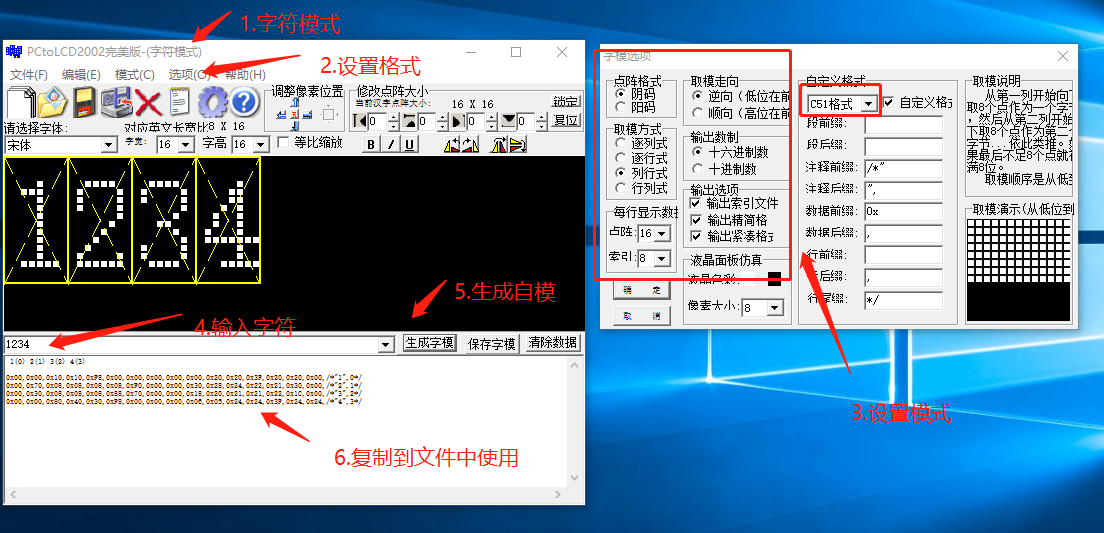 1.字符模式
PCtoLCD2002完美版-(字符模式)
文件(F) 编辑(E) 模式(C) 选项(O) 帮助(H)
2.设置格式
调整像素位置
修改点阵大小
当前汉字点阵大小: 16 X 16
锁定
0 0 0 0
复位
请选择字体: 对应英文长宽比8 X 16
宋体 字宽: 16 字高 16 等比缩放
B I U
1234
5.生成自模
4.输入字符
1234 生成字模 保存字模 清除数据
1(0) 2(1) 3(2) 4(3)
0x00,0x00,0x10,0x10,0xF8,0x00,0x00,0x00,0x00,0x00,0x20,0x20,0x3F,0x20,0x20,0x00,/*"1",0*/
0x00,0x70,0x08,0x08,0x08,0x08,0xF0,0x00,0x00,0x30,0x28,0x24,0x22,0x21,0x30,0x00,/*"2",1*/
0x00,0x30,0x08,0x08,0x08,0x88,0x70,0x00,0x00,0x18,0x20,0x21,0x21,0x22,0x1C,0x00,/*"3",2*/
0x00,0x00,0x80,0x40,0x30,0xF8,0x00,0x00,0x00,0x06,0x05,0x24,0x24,0x3F,0x24,0x24,/*"4",3*/
6.复制到文件中使用
字模选项
点阵格式
阴码
阳码
取模方式
逐列式
逐行式
列行式
行列式
每行显示数据
点阵: 16
索引: 8
确 定
取 消
取模走向
逆向（低位在前
顺向（高位在前
输出数制
十六进制数
十进制数
输出选项
输出索引文件
输出精简格
输出紧凑格式
液晶面板仿真
液晶色彩:
像素大小: 8
自定义格式
C51格式 自定义格式
段前缀:
段后缀:
注释前缀: /*"
注释后缀: ",
数据前缀: 0x
数据后缀: ,
行前缀:
行后缀: ,
行尾缀: */
取模说明
从第一列开始向下
取8个点作为一个字节
，然后从第二列开始
下取8个点作为第二个
字节...依此类推。如
果最后不足8个点就补
满8位。
取模顺序是从低到
取模演示(从低位到
3.设置模式